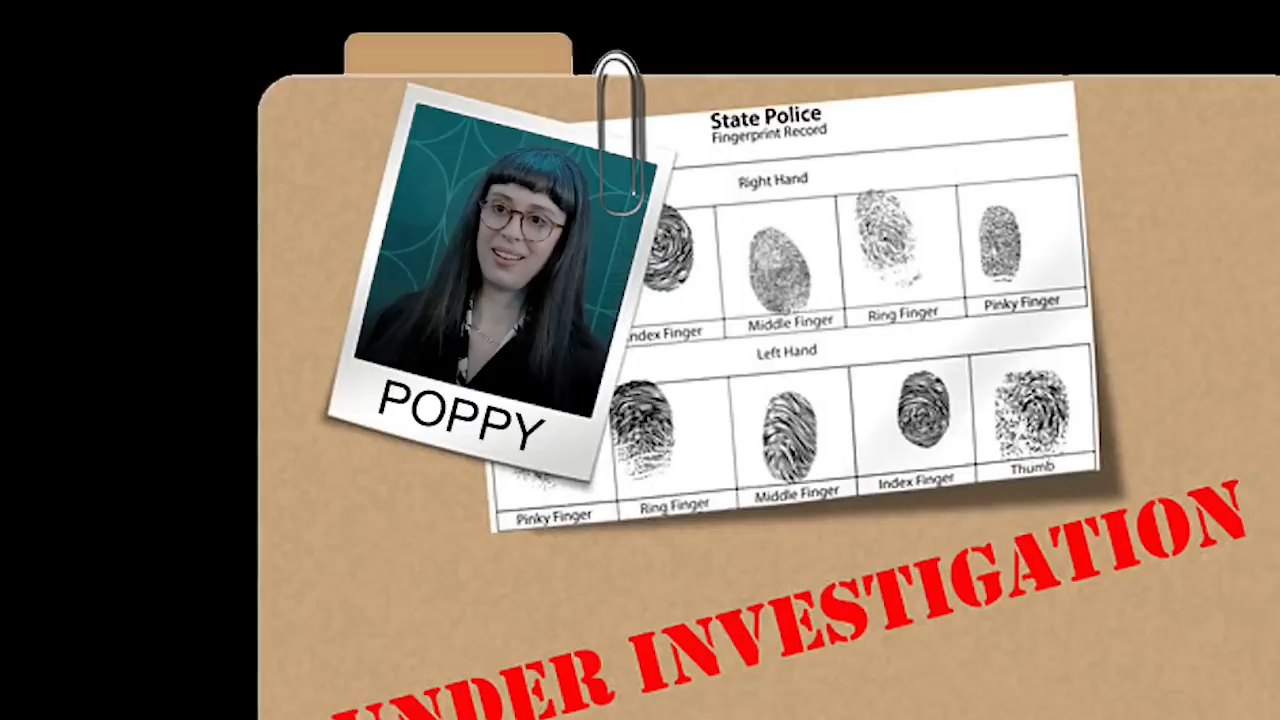 State Police
Fingerprint Record
Right Hand
Index Finger
Middle Finger
Ring Finger
Pinky Finger
Left Hand
Pinky Finger
Ring Finger
Middle Finger
Index Finger
Thumb
POPPY
UNDER INVESTIGATION